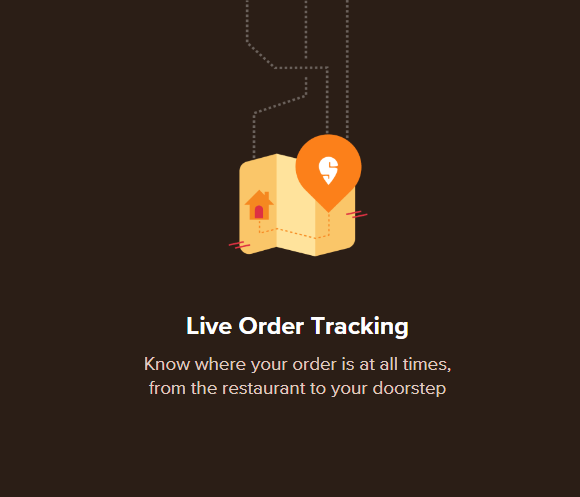 Live Order Tracking
Know where your order is at all times,
from the restaurant to your doorstep